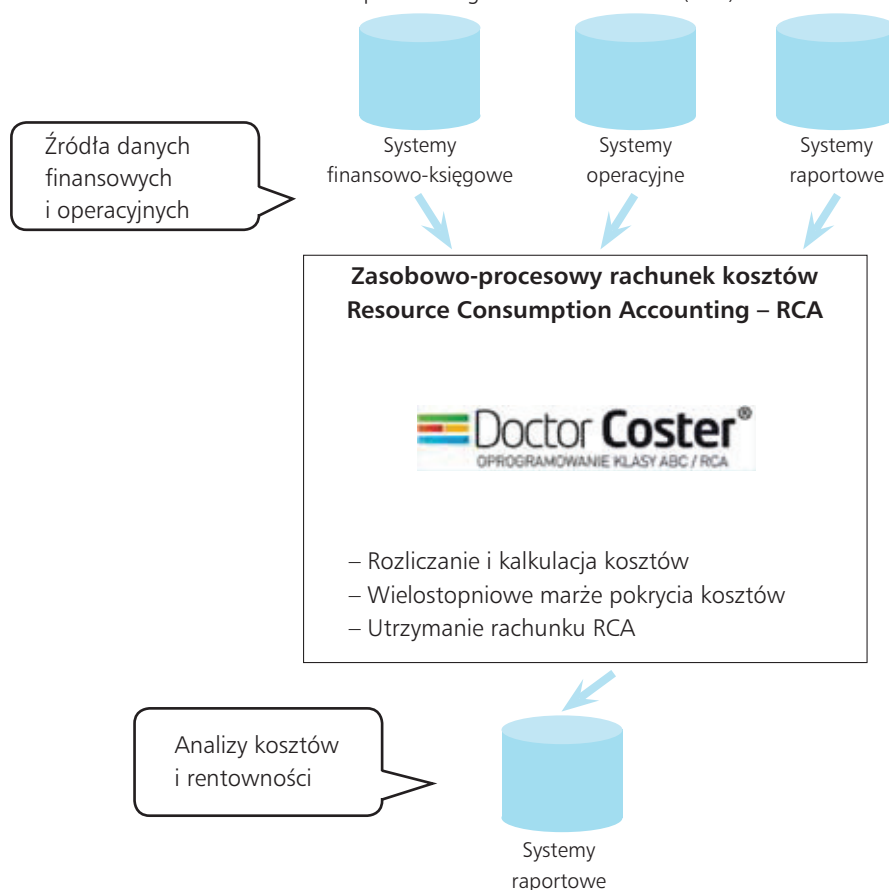 Systemy
finansowo-księgowe
Systemy
operacyjne
Systemy
raportowe
Źródła danych
finansowych
i operacyjnych
Zasobowo-procesowy rachunek kosztów
Resource Consumption Accounting – RCA
Doctor Coster®
OPROGRAMOWANIE KLASY ABC / RCA
– Rozliczanie i kalkulacja kosztów
– Wielostopniowe marże pokrycia kosztów
– Utrzymanie rachunku RCA
Analizy kosztów
i rentowności
Systemy
raportowe